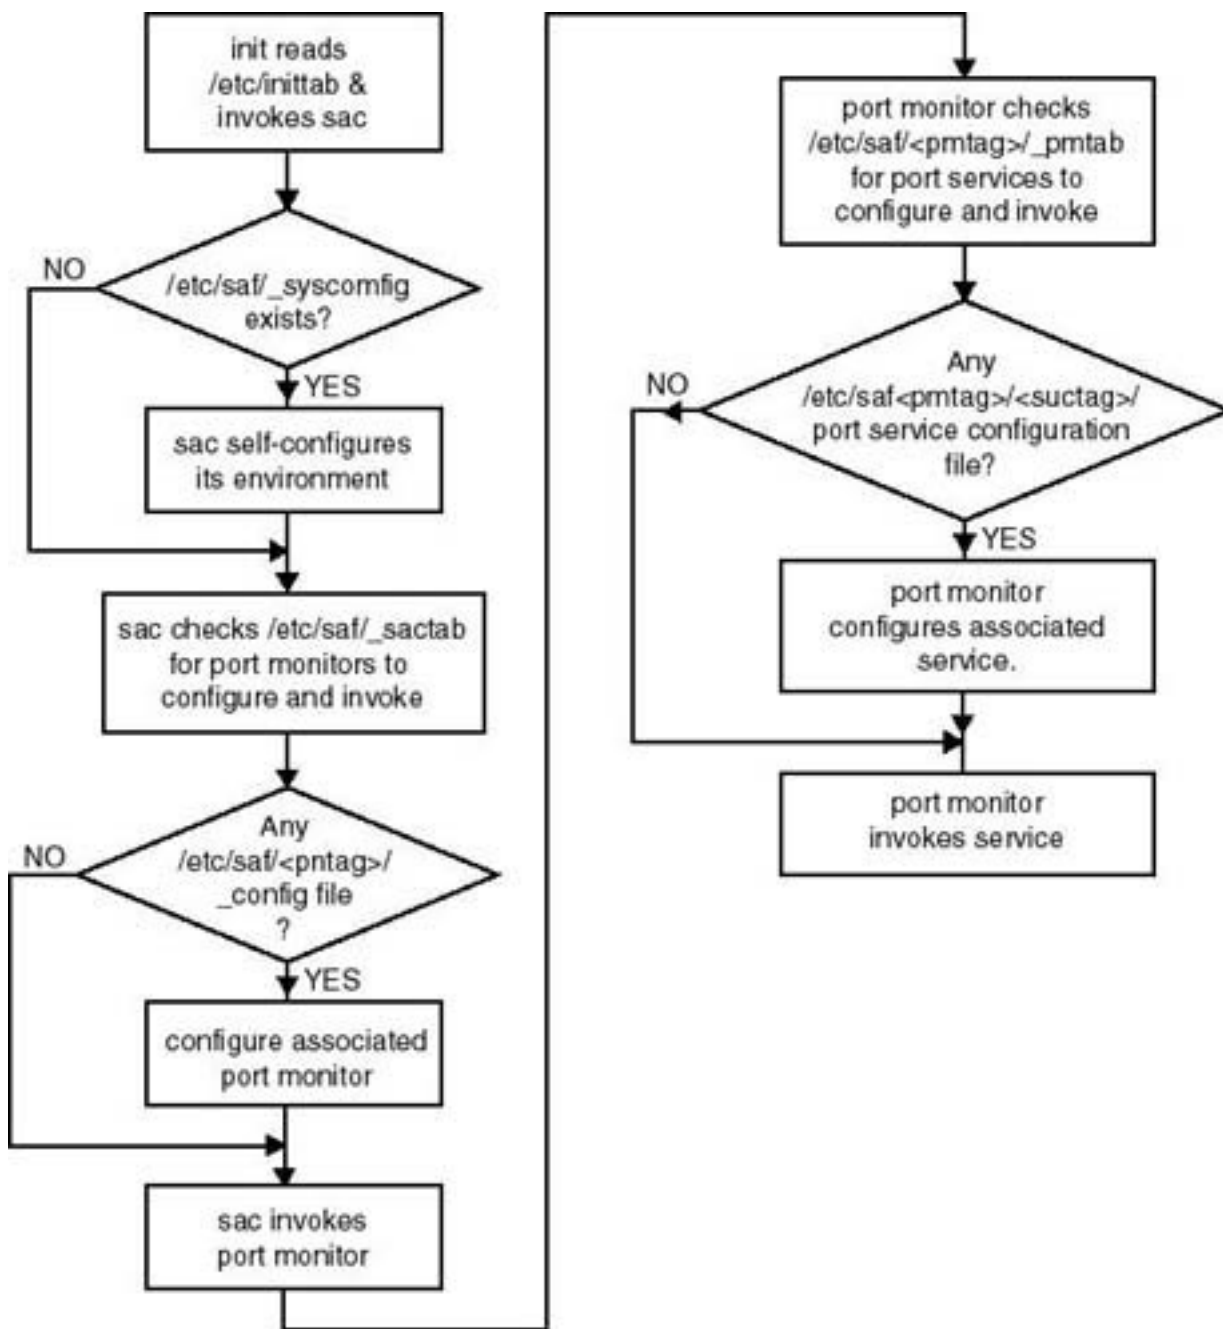 init reads
/etc/inittab &
invokes sac
NO
/etc/saf/_syscomfig
exists?
YES
sac self-configures
its environment
sac checks /etc/saf/_sactab
for port monitors to
configure and invoke
NO
Any
/etc/saf/<pntag>/
_config file
?
YES
configure associated
port monitor
sac invokes
port monitor
port monitor checks
/etc/saf/<pmtag>/_pmtab
for port services to
configure and invoke
NO
Any
/etc/saf<pmtag>/<suctag>/
port service configuration
file?
YES
port monitor
configures associated
service.
port monitor
invokes service